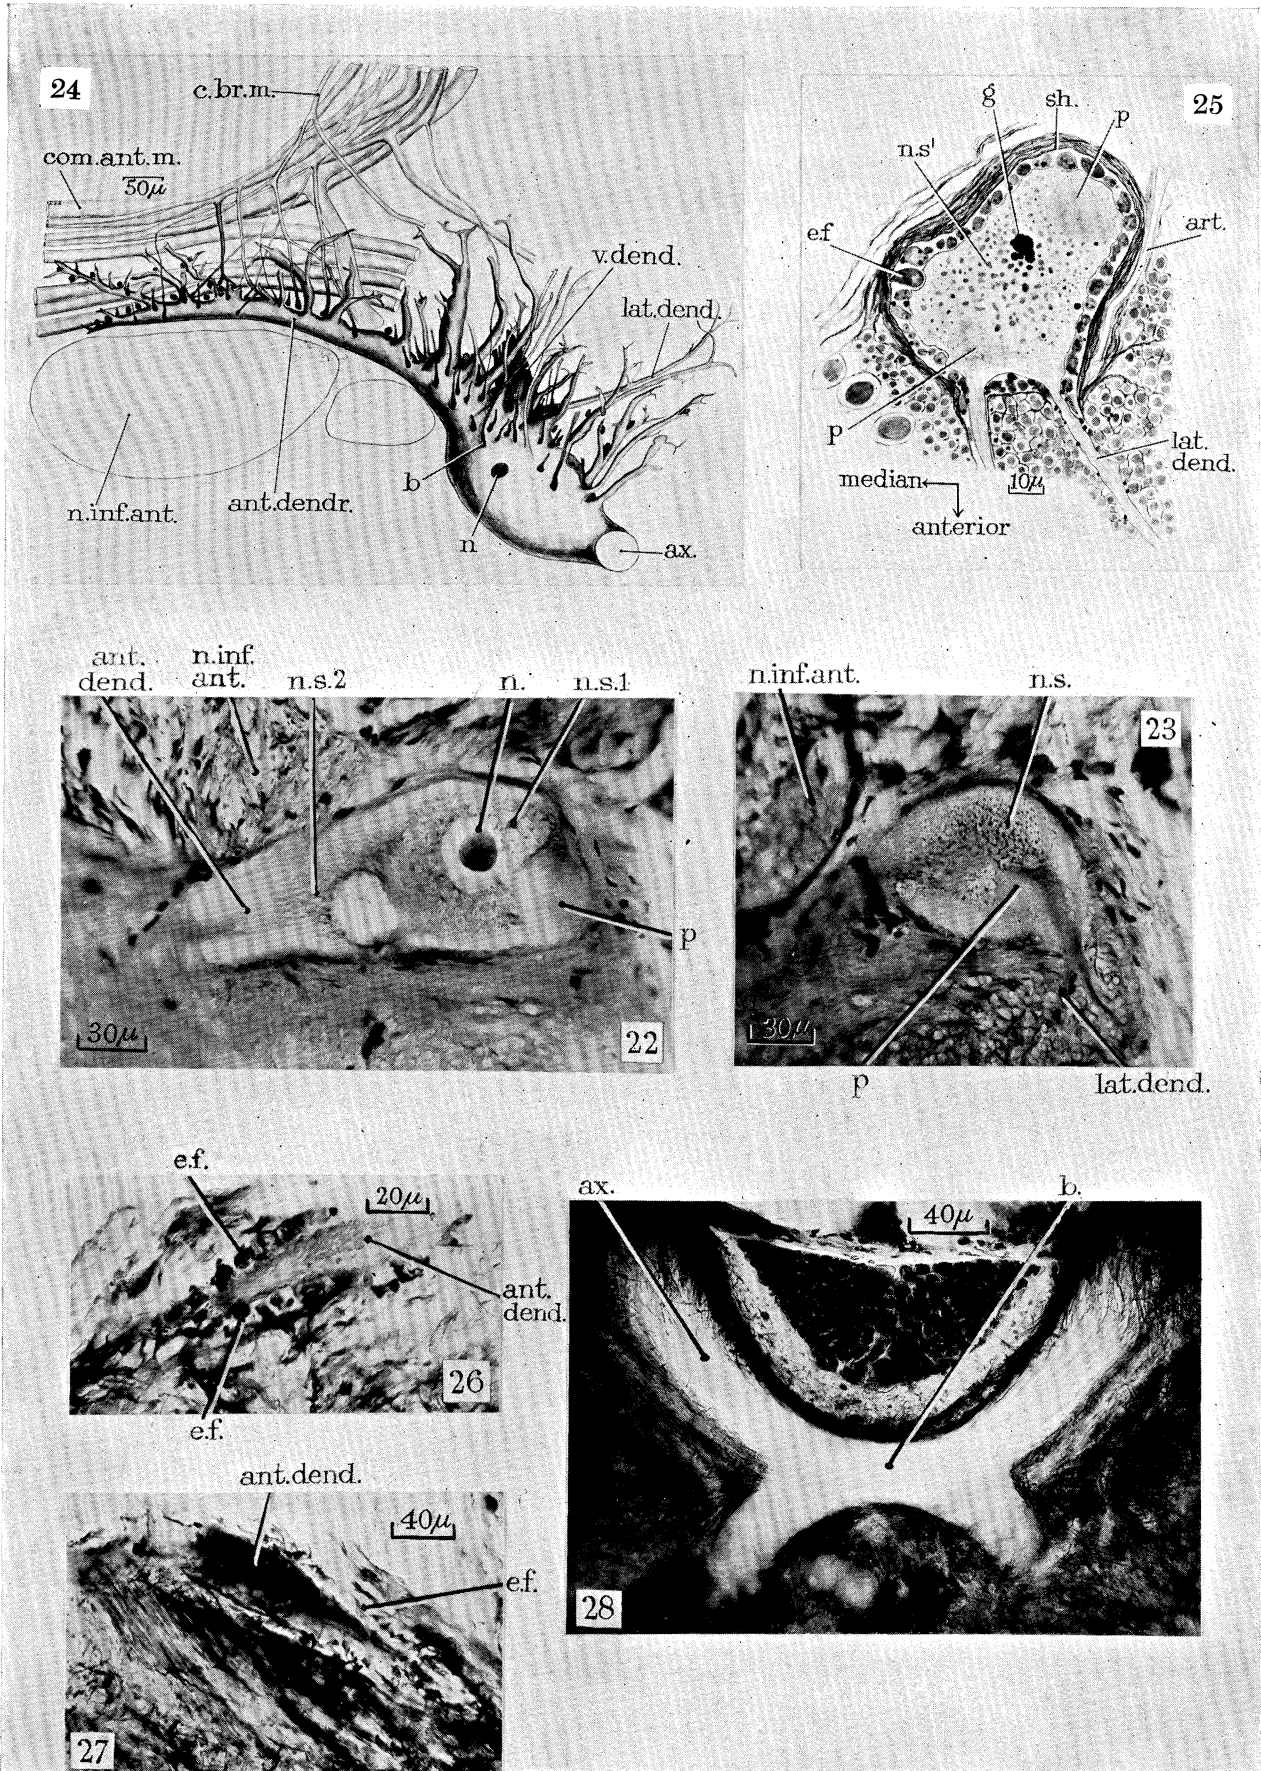 24
c.br.m.
com.ant.m.
50μ
v.dend.
lat.dend.
b
n
ax.
n.inf.ant.
ant.dendr.
25
g
sh.
p
n.s'
e.f
art.
p
lat.
dend.
median
10μ
anterior
ant.
dend.
n.inf.
ant.
n.s.2
n.
n.s.1
p
30μ
22
n.inf.ant.
n.s.
23
30μ
p
lat.dend.
e.f.
20μ
ant.
dend.
26
e.f.
ant.dend.
40μ
e.f.
27
ax.
b.
40μ
28